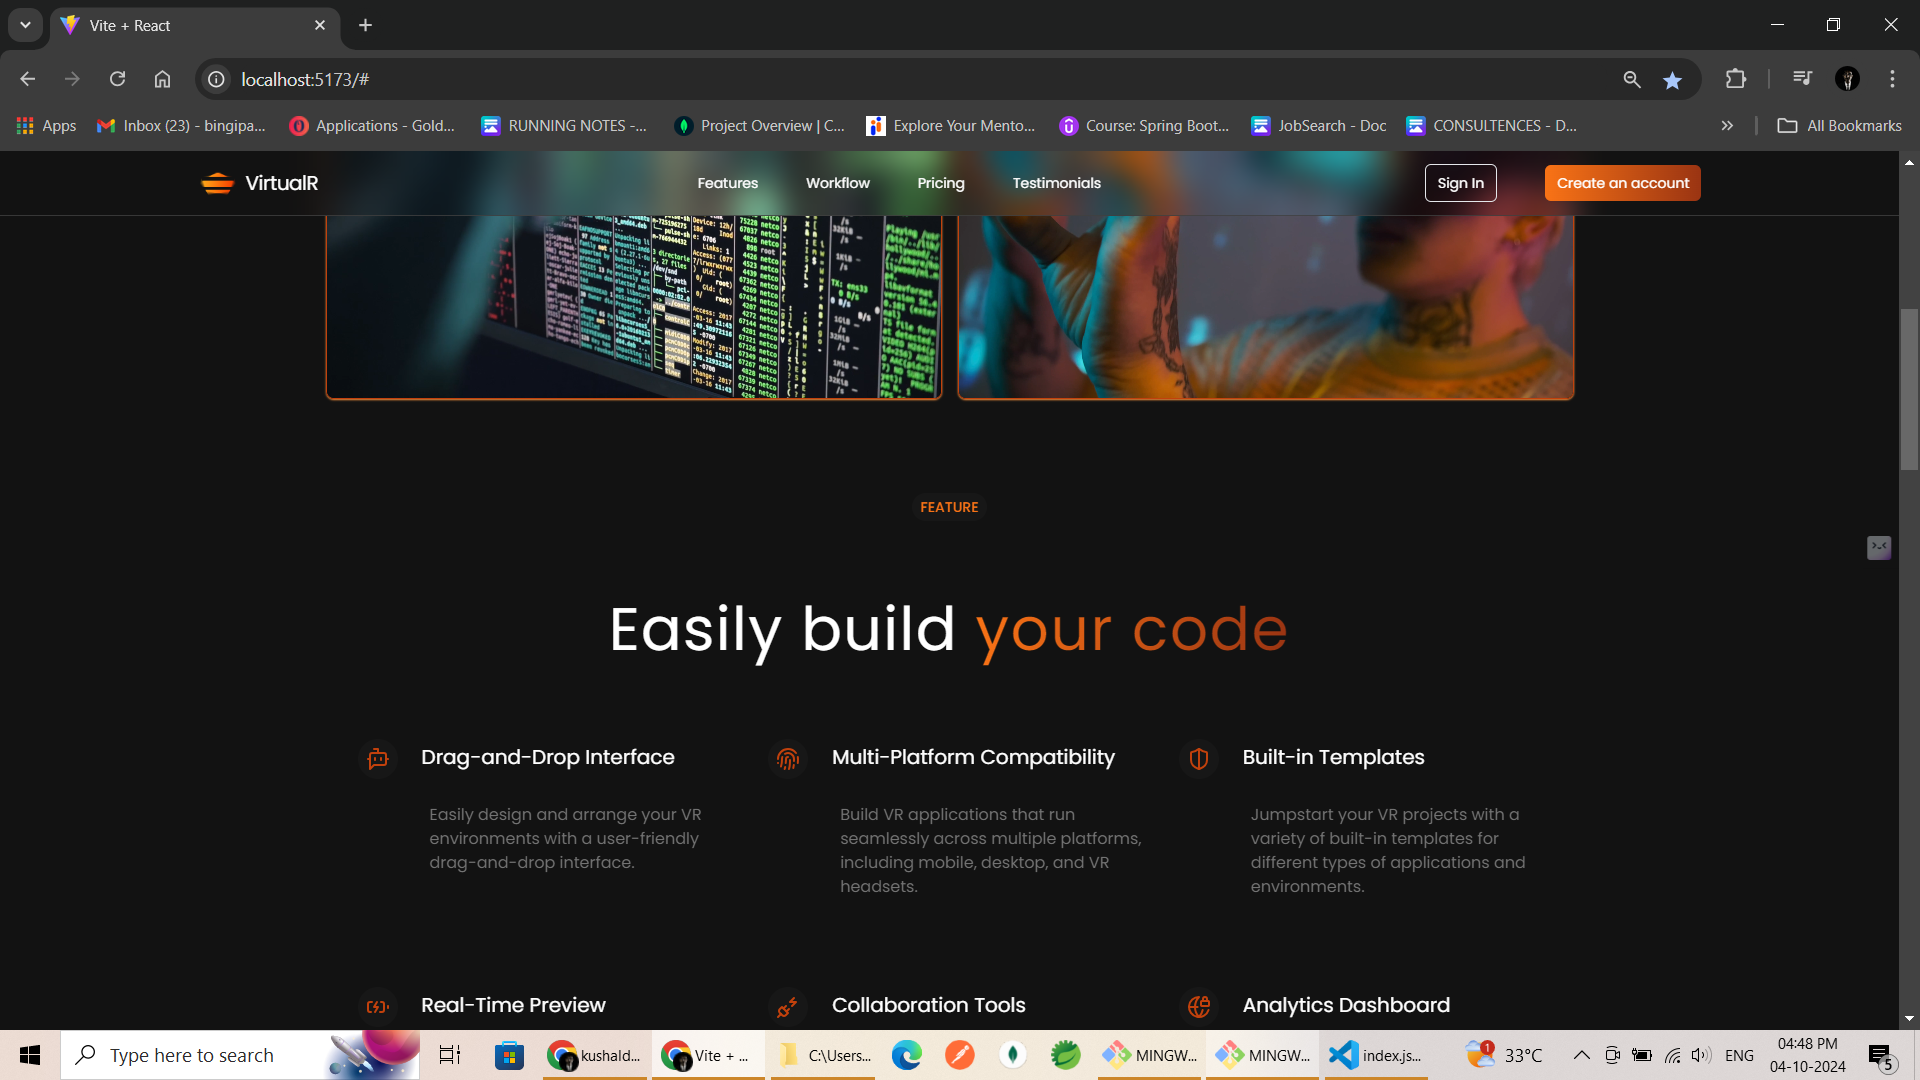 Vite + React
localhost:5173/#
Apps
Inbox (23) - bingipa...
Applications - Gold...
RUNNING NOTES -...
Project Overview | C...
Explore Your Mento...
Course: Spring Boot...
JobSearch - Doc
CONSULTENCES - D...
All Bookmarks
VirtualR
Features
Workflow
Pricing
Testimonials
Sign In
Create an account
FEATURE
Easily build your code
Drag-and-Drop Interface
Easily design and arrange your VR
environments with a user-friendly
drag-and-drop interface.
Multi-Platform Compatibility
Build VR applications that run
seamlessly across multiple platforms,
including mobile, desktop, and VR
headsets.
Built-in Templates
Jumpstart your VR projects with a
variety of built-in templates for
different types of applications and
environments.
Real-Time Preview
Collaboration Tools
Analytics Dashboard
Type here to search
kushald...
Vite + ...
C:\Users...
MINGW...
MINGW...
index.js...
1
33°C
ENG
04:48 PM
04-10-2024
5